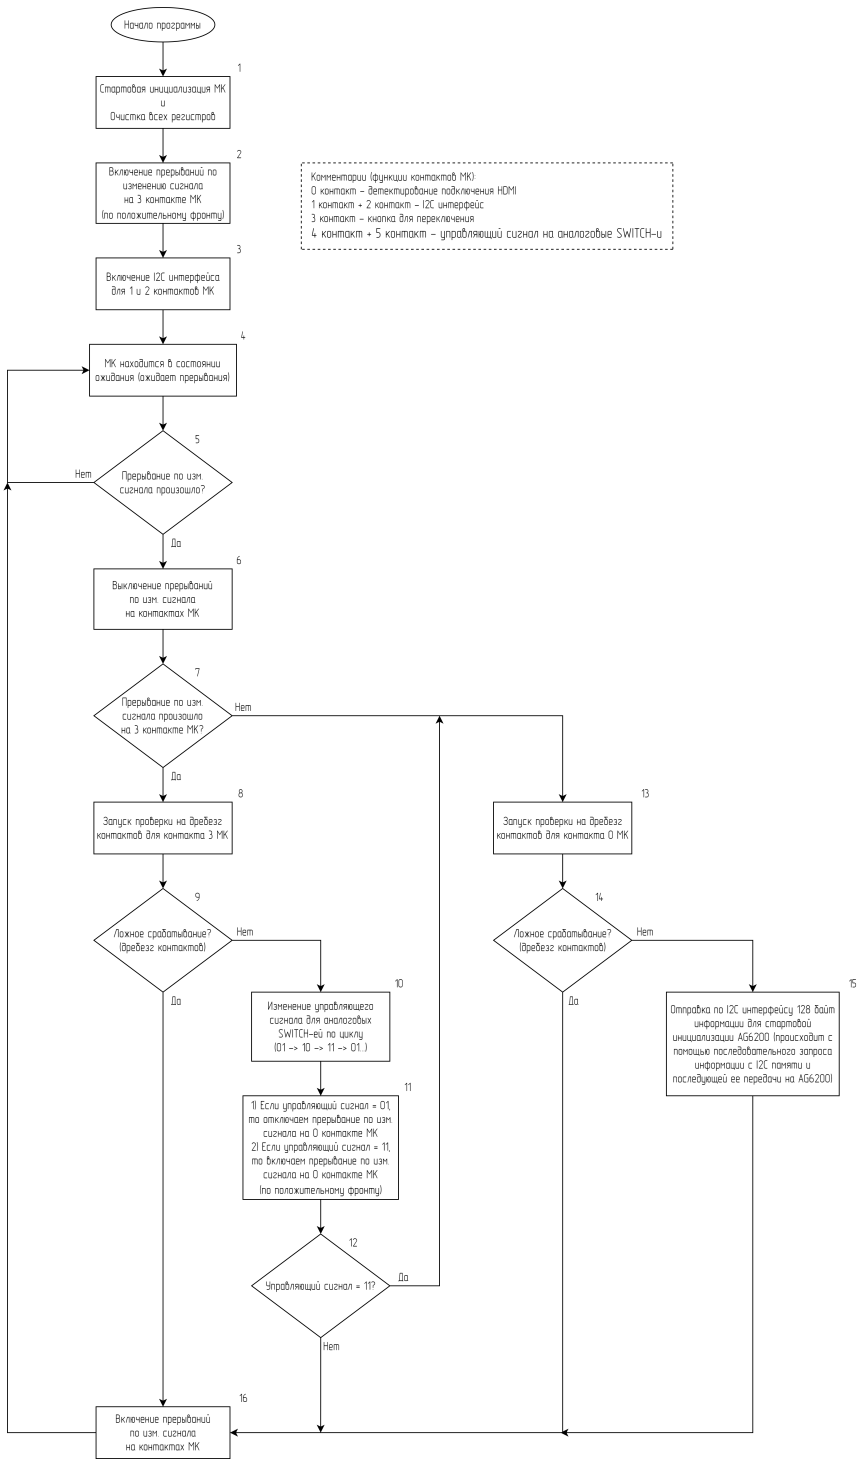 Начало программы
1
Стартовая инициализация МК
и
Очистка всех регистров
2
Включение прерываний по
изменению сигнала
на 3 контакте МК
(по положительному фронту)
Комментарии (функции контактов МК)
0 контакт – детектирование подключения HDMI
1 контакт + 2 контакт – I2C интерфейс
3 контакт – кнопка для переключения
4 контакт + 5 контакт – управляющий сигнал на аналоговые SWITCH-и
3
Включение I2C интерфейса
для 1 и 2 контактов МК
4
МК находится в состоянии
ожидания (ожидает прерывания)
5
Прерывание по изм.
сигнала произошло?
Нет
Да
6
Выключение прерываний
по изм. сигнала
на контактах МК
7
Прерывание по изм.
сигнала произошло
на 3 контакте МК?
Нет
Да
8
Запуск проверки на дребезг
контактов для контакта 3 МК
13
Запуск проверки на дребезг
контактов для контакта 0 МК
9
Ложное срабатывание?
(дребезг контактов)
Нет
Да
14
Ложное срабатывание?
(дребезг контактов)
Нет
Да
10
Изменение управляющего
сигнала для аналоговых
SWITCH-ей по циклу
(01 -> 10 -> 11 -> 01...)
15
Отправка по I2C интерфейсу 128 байт
информации для стартовой
инициализации AG6200 (происходит с
помощью последовательного запроса
информации с I2C памяти и
последующей ее передачи на AG6200)
11
1) Если управляющий сигнал = 01,
то отключаем прерывание по изм.
сигнала на 0 контакте МК
2) Если управляющий сигнал = 11,
то включаем прерывание по изм.
сигнала на 0 контакте МК
(по положительному фронту)
12
Управляющий сигнал = 11?
Да
Нет
16
Включение прерываний
по изм. сигнала
на контактах МК